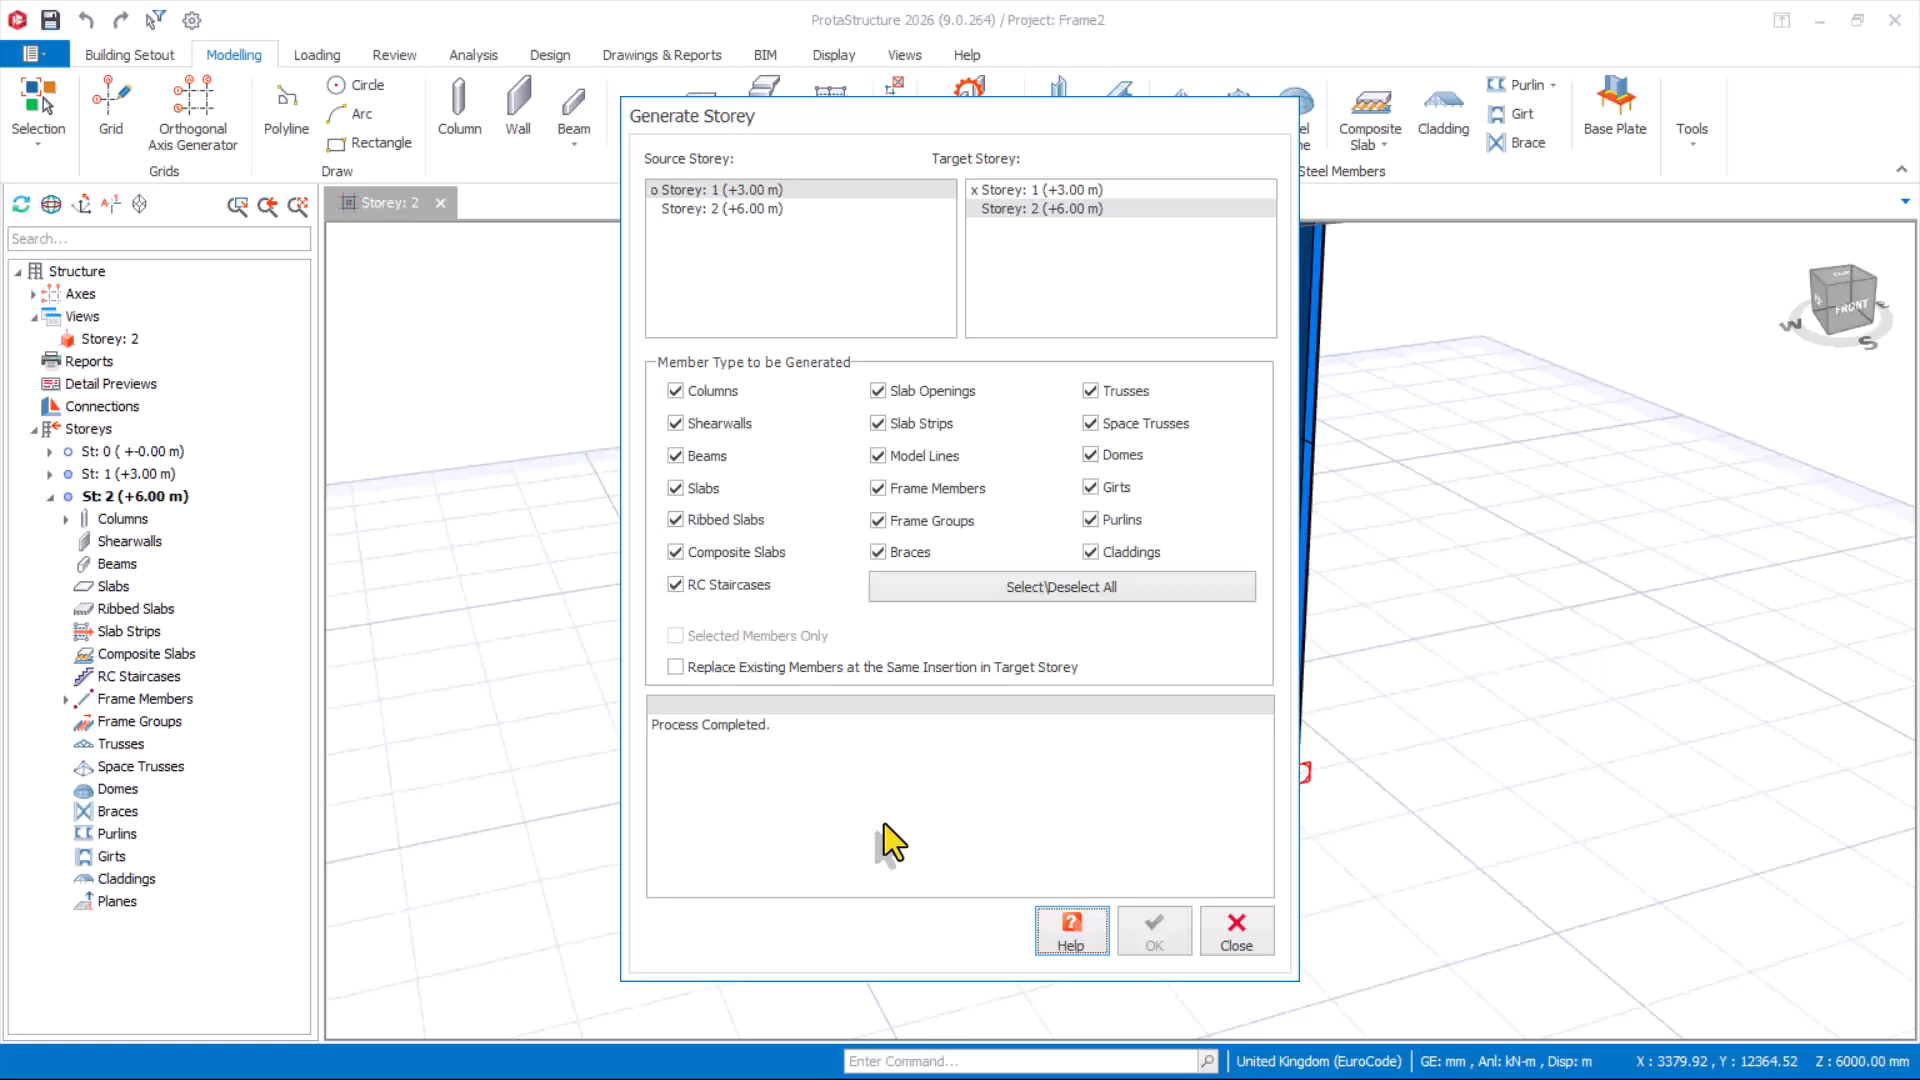 ProtaStructure 2026 (9.0.264) / Project: Frame2
Building Setout
Modelling
Loading
Review
Analysis
Design
Drawings & Reports
BIM
Display
Views
Help
Selection
Grid
Orthogonal
Axis Generator
Grids
Polyline
Circle
Arc
Rectangle
Draw
Column
Wall
Beam
Composite
Slab
Cladding
Purlin
Girt
Brace
Steel Members
Base Plate
Tools
Search...
Structure
Axes
Views
Storey: 2
Reports
Detail Previews
Connections
Storeys
St: 0 ( +-0.00 m)
St: 1 (+3.00 m)
St: 2 (+6.00 m)
Columns
Shearwalls
Beams
Slabs
Ribbed Slabs
Slab Strips
Composite Slabs
RC Staircases
Frame Members
Frame Groups
Trusses
Space Trusses
Domes
Braces
Purlins
Girts
Claddings
Planes
Storey: 2
Generate Storey
Source Storey:
Target Storey:
o Storey: 1 (+3.00 m)
Storey: 2 (+6.00 m)
x Storey: 1 (+3.00 m)
Storey: 2 (+6.00 m)
Member Type to be Generated
Columns
Shearwalls
Beams
Slabs
Ribbed Slabs
Composite Slabs
RC Staircases
Slab Openings
Slab Strips
Model Lines
Frame Members
Frame Groups
Braces
Trusses
Space Trusses
Domes
Girts
Purlins
Claddings
Select\Deselect All
Selected Members Only
Replace Existing Members at the Same Insertion in Target Storey
Process Completed.
Help
OK
Close
FRONT
W
S
Enter Command...
United Kingdom (EuroCode)
GE: mm , Anl: kN-m , Disp: m
X : 3379.92 , Y : 12364.52
Z : 6000.00 mm